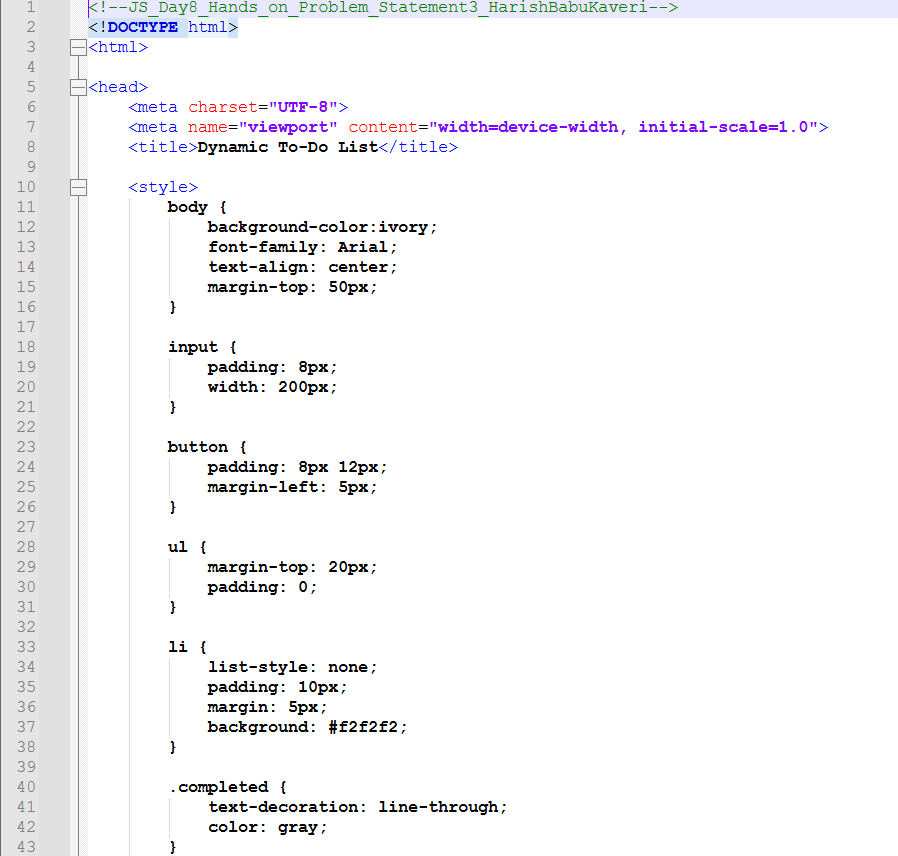 1 <!--JS_Day8_Hands_on_Problem_Statement3_HarishBabuKaveri-->
2 <!DOCTYPE html>
3 <html>
4
5 <head>
6     <meta charset="UTF-8">
7     <meta name="viewport" content="width=device-width, initial-scale=1.0">
8     <title>Dynamic To-Do List</title>
9
10     <style>
11         body {
12             background-color:ivory;
13             font-family: Arial;
14             text-align: center;
15             margin-top: 50px;
16         }
17
18         input {
19             padding: 8px;
20             width: 200px;
21         }
22
23         button {
24             padding: 8px 12px;
25             margin-left: 5px;
26         }
27
28         ul {
29             margin-top: 20px;
30             padding: 0;
31         }
32
33         li {
34             list-style: none;
35             padding: 10px;
36             margin: 5px;
37             background: #f2f2f2;
38         }
39
40         .completed {
41             text-decoration: line-through;
42             color: gray;
43         }